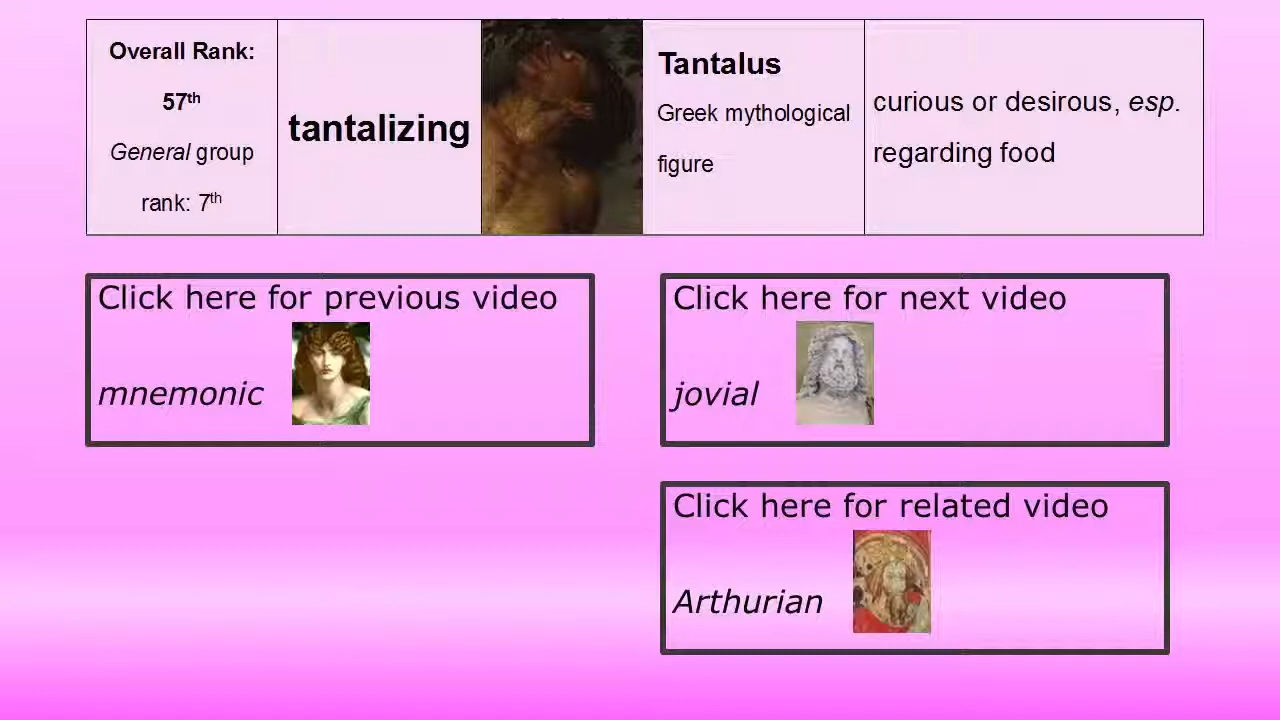 Overall Rank:
57th
General group
rank: 7th
tantalizing
Tantalus
Greek mythological
figure
curious or desirous, esp.
regarding food
Click here for previous video
mnemonic
Click here for next video
jovial
Click here for related video
Arthurian